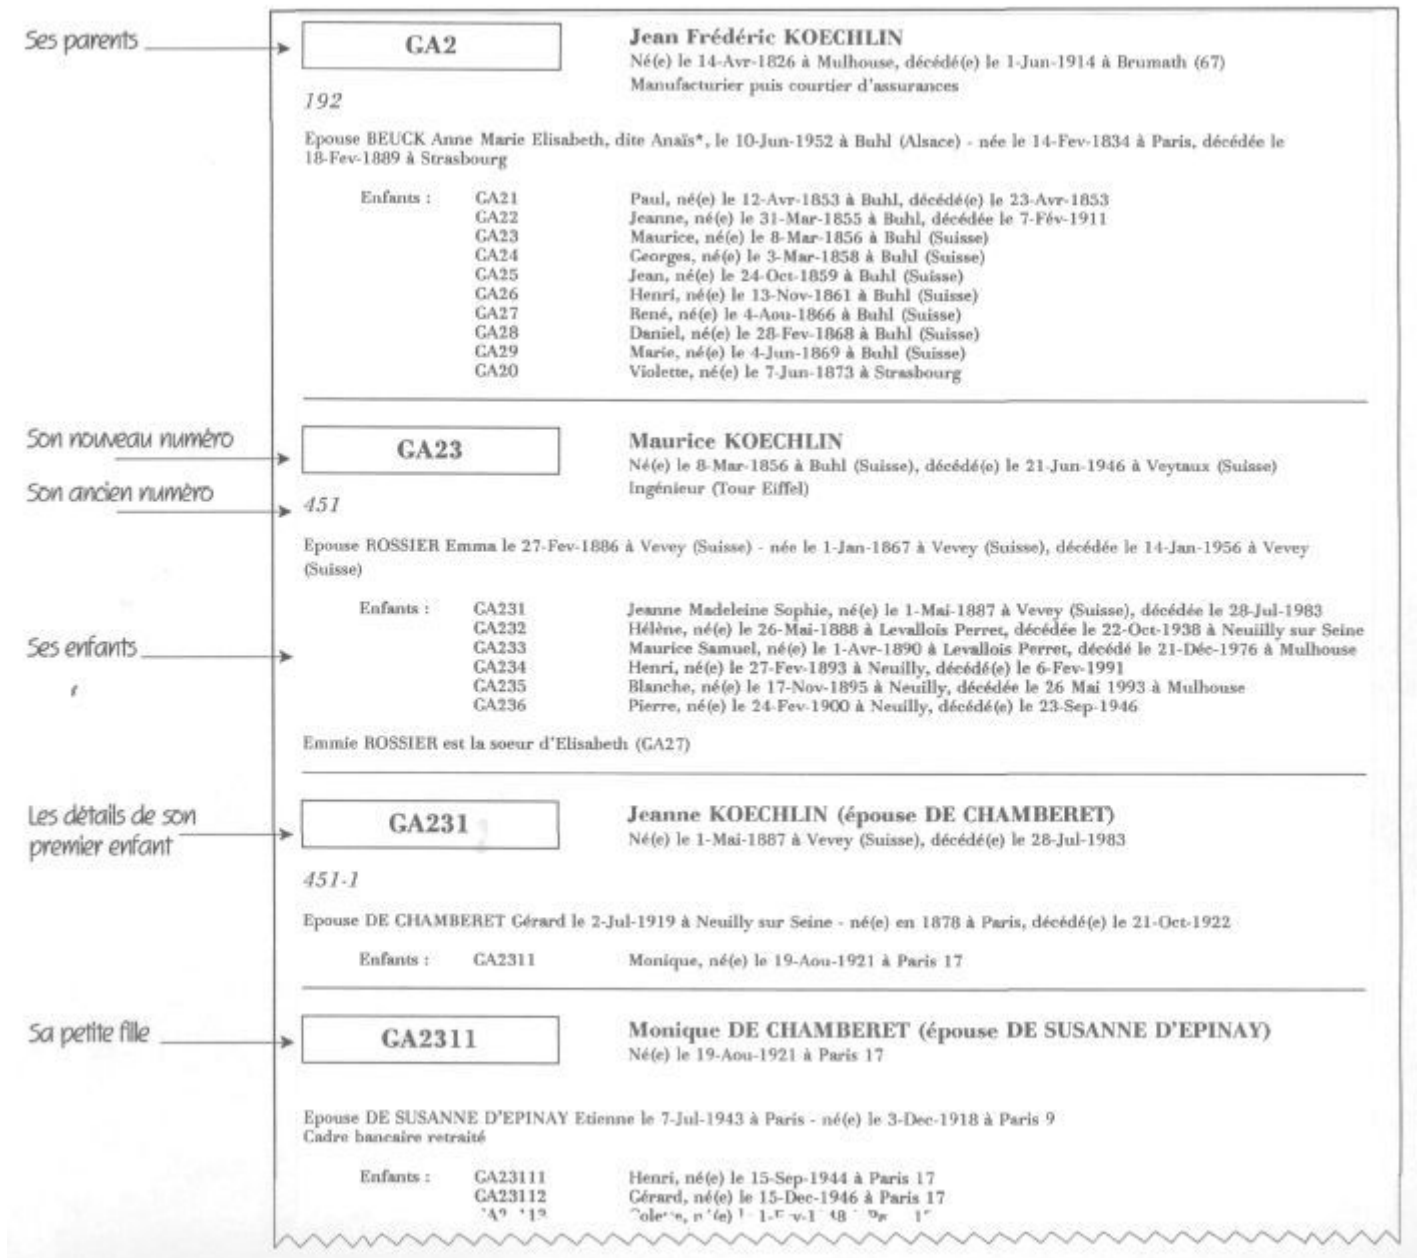 Ses parents
GA2
Jean Frédéric KOECHLIN
Né(e) le 14-Avr-1826 à Mulhouse, décédé(e) le 1-Jun-1914 à Brumath (67)
Manufacturier puis courtier d'assurances
192
Epouse BEUCK Anne Marie Elisabeth, dite Anaïs*, le 10-Jun-1952 à Buhl (Alsace) - née le 14-Fev-1834 à Paris, décédée le
18-Fev-1889 à Strasbourg
Enfants : GA21 Paul, né(e) le 12-Avr-1853 à Buhl, décédé(e) le 23-Avr-1853
GA22 Jeanne, né(e) le 31-Mar-1855 à Buhl, décédée le 7-Fév-1911
GA23 Maurice, né(e) le 8-Mar-1856 à Buhl (Suisse)
GA24 Georges, né(e) le 3-Mar-1858 à Buhl (Suisse)
GA25 Jean, né(e) le 24-Oct-1859 à Buhl (Suisse)
GA26 Henri, né(e) le 13-Nov-1861 à Buhl (Suisse)
GA27 René, né(e) le 4-Aou-1866 à Buhl (Suisse)
GA28 Daniel, né(e) le 28-Fev-1868 à Buhl (Suisse)
GA29 Marie, né(e) le 4-Jun-1869 à Buhl (Suisse)
GA20 Violette, né(e) le 7-Jun-1873 à Strasbourg
Son nouveau numéro
GA23
Maurice KOECHLIN
Né(e) le 8-Mar-1856 à Buhl (Suisse), décédé(e) le 21-Jun-1946 à Veytaux (Suisse)
Ingénieur (Tour Eiffel)
Son ancien numéro
451
Epouse ROSSIER Emma le 27-Fev-1886 à Vevey (Suisse) - née le 1-Jan-1867 à Vevey (Suisse), décédée le 14-Jan-1956 à Vevey
(Suisse)
Enfants : GA231 Jeanne Madeleine Sophie, né(e) le 1-Mai-1887 à Vevey (Suisse), décédée le 28-Jul-1983
GA232 Hélène, né(e) le 26-Mai-1888 à Levallois Perret, décédée le 22-Oct-1938 à Neuiilly sur Seine
Ses enfants GA233 Maurice Samuel, né(e) le 1-Avr-1890 à Levallois Perret, décédé le 21-Déc-1976 à Mulhouse
GA234 Henri, né(e) le 27-Fev-1893 à Neuilly, décédé(e) le 6-Fev-1991
GA235 Blanche, né(e) le 17-Nov-1895 à Neuilly, décédée le 26 Mai 1993 à Mulhouse
GA236 Pierre, né(e) le 24-Fev-1900 à Neuilly, décédé(e) le 23-Sep-1946
Emmie ROSSIER est la soeur d'Elisabeth (GA27)
Les détails de son
premier enfant
GA231
Jeanne KOECHLIN (épouse DE CHAMBERET)
Né(e) le 1-Mai-1887 à Vevey (Suisse), décédé(e) le 28-Jul-1983
451-1
Epouse DE CHAMBERET Gérard le 2-Jul-1919 à Neuilly sur Seine - né(e) en 1878 à Paris, décédé(e) le 21-Oct-1922
Enfants : GA2311 Monique, né(e) le 19-Aou-1921 à Paris 17
Sa petite fille
GA2311
Monique DE CHAMBERET (épouse DE SUSANNE D'EPINAY)
Né(e) le 19-Aou-1921 à Paris 17
Epouse DE SUSANNE D'EPINAY Etienne le 7-Jul-1943 à Paris - né(e) le 3-Dec-1918 à Paris 9
Cadre bancaire retraité
Enfants : GA23111 Henri, né(e) le 15-Sep-1944 à Paris 17
GA23112 Gérard, né(e) le 15-Dec-1946 à Paris 17